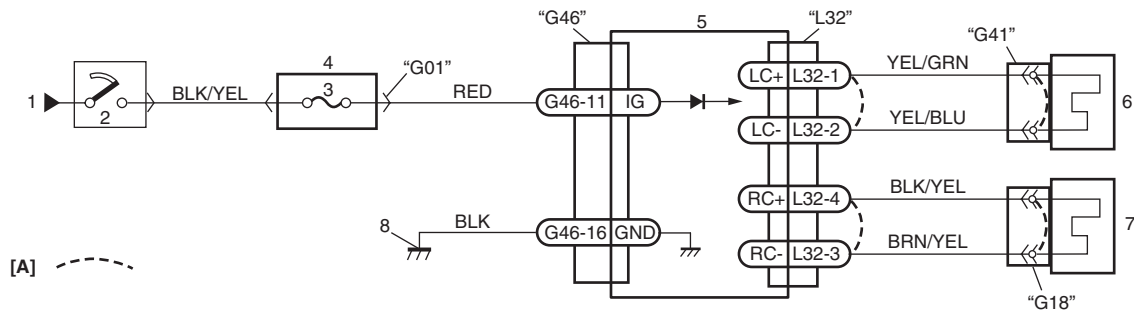 “G46”
5
“L32”
“G41”
4
“G01”
LC+ L32-1
YEL/GRN
1
2
BLK/YEL
3
RED
G46-11 IG
6
LC- L32-2
YEL/BLU
RC+ L32-4
BLK/YEL
8
BLK
G46-16 GND
7
RC- L32-3
BRN/YEL
[A]
“G18”